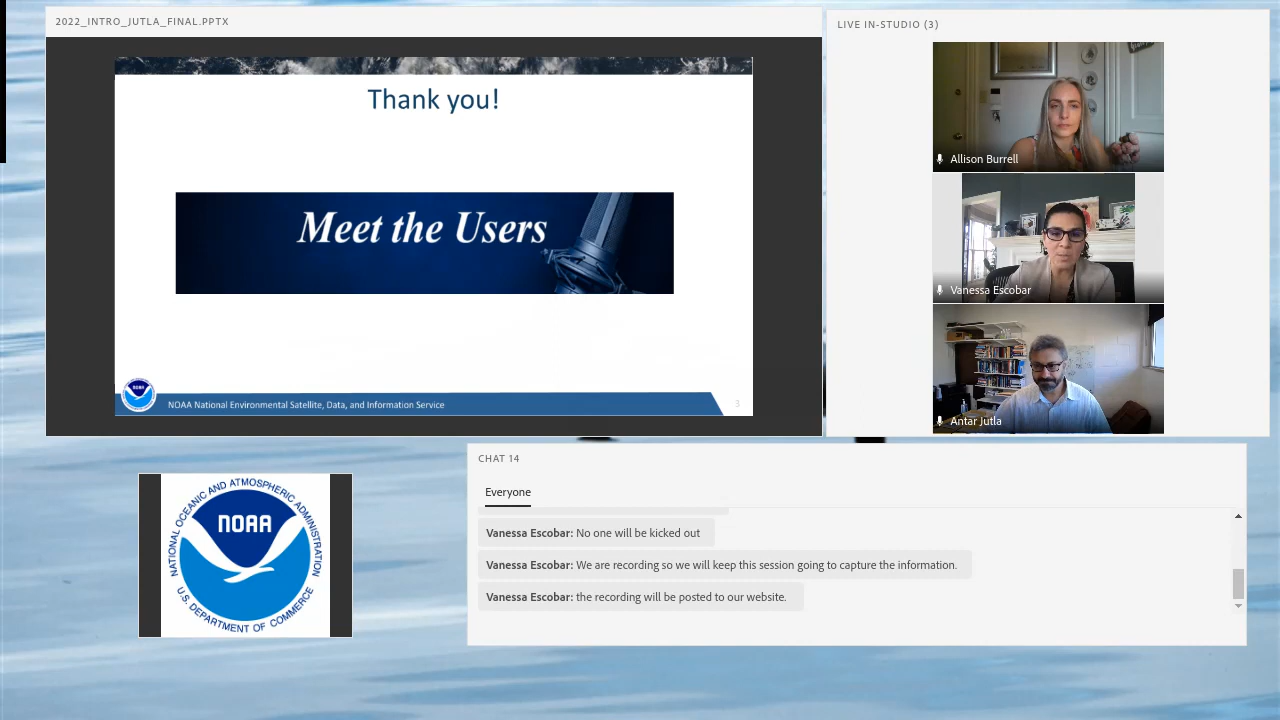 2022_INTRO_JUTLA_FINAL.PPTX
Thank you!
Meet the Users
NOAA
NOAA National Environmental Satellite, Data, and Information Service
3
LIVE IN-STUDIO (3)
Allison Burrell
Vanessa Escobar
Antar Jutla
NATIONAL OCEANIC AND ATMOSPHERIC ADMINISTRATION
NOAA
U.S. DEPARTMENT OF COMMERCE
CHAT 14
Everyone
Vanessa Escobar: No one will be kicked out
Vanessa Escobar: We are recording so we will keep this session going to capture the information.
Vanessa Escobar: the recording will be posted to our website.